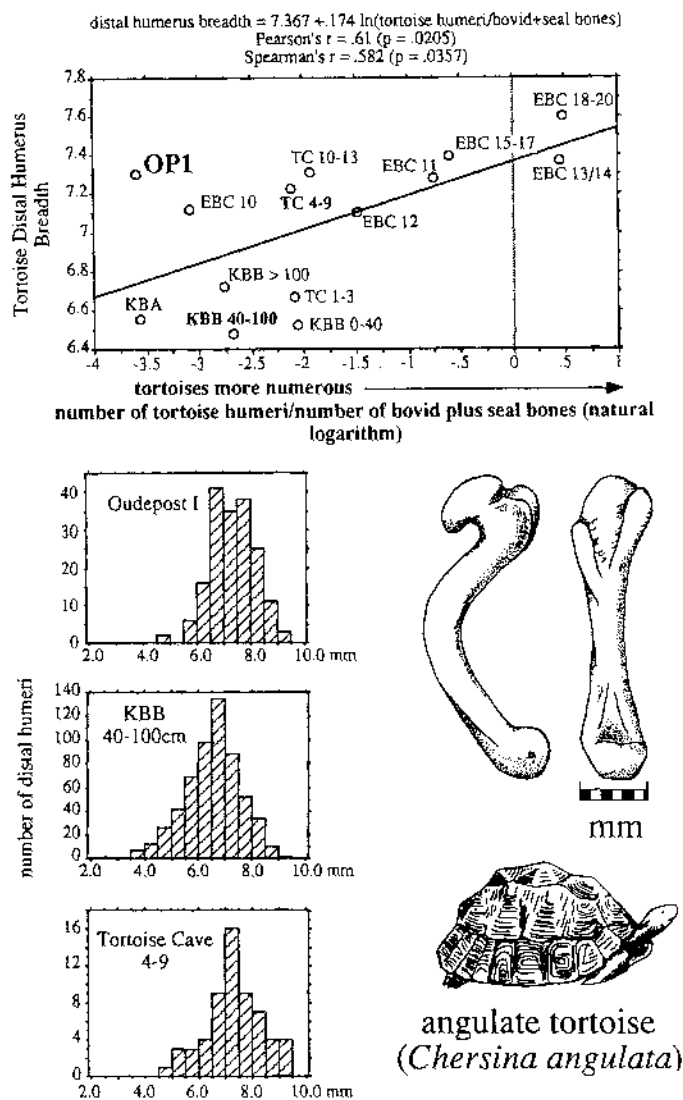 distal humerus breadth = 7.367 + .174 ln(tortoise humeri/bovid+seal bones)
Pearson's r = .61 (p = .0205)
Spearman's r = .582 (p = .0357)
Tortoise Distal Humerus
Breadth
7.8
7.6
7.4
7.2
7
6.8
6.6
6.4
EBC 18-20
EBC 15-17
TC 10-13
OP1
EBC 11
EBC 13/14
EBC 10
TC 4-9
EBC 12
KBB > 100
TC 1-3
KBA
KBB 40-100
KBB 0-40
-4 -3.5 -3 -2.5 -2 -1.5 -1 -.5 0 .5 1
tortoises more numerous
number of tortoise humeri/number of bovid plus seal bones (natural
logarithm)
number of distal humeri
Oudepost I
40
30
20
10
0
2.0 4.0 6.0 8.0 10.0 mm
KBB
40-100cm
140
120
100
80
60
40
20
0
2.0 4.0 6.0 8.0 10.0 mm
Tortoise Cave
4-9
16
12
8
4
0
2.0 4.0 6.0 8.0 10.0 mm
mm
angulate tortoise
(Chersina angulata)